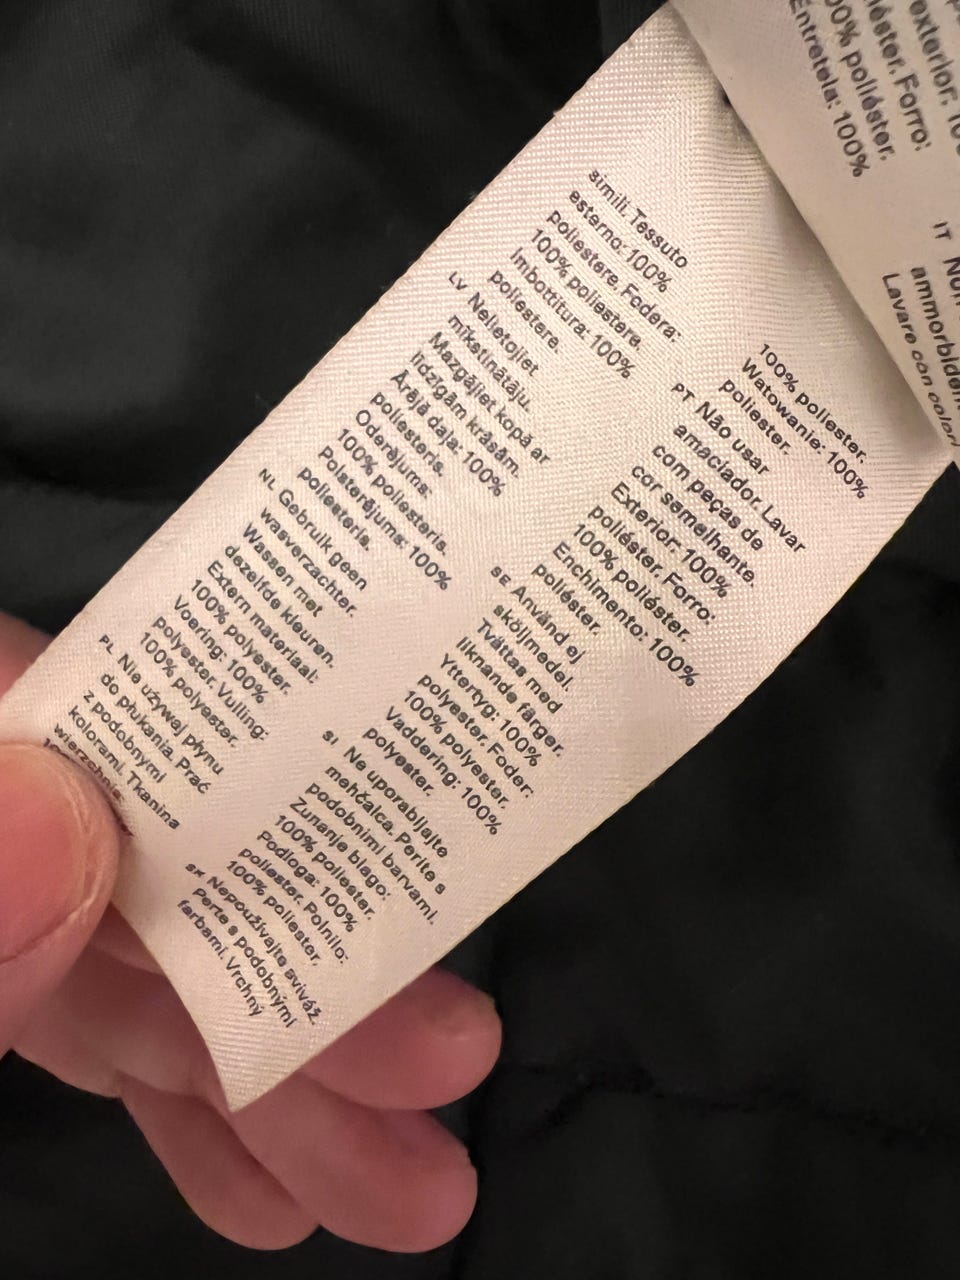 simili. Tessuto
esterno: 100%
poliestere. Fodera:
100% poliestere.
Imbottitura: 100%
poliestere.
LV Nelietojiet
mīkstinātāju.
Mazgājiet kopā ar
līdzīgām krāsām.
Ārējā daļa: 100%
poliesteris.
Oderējums:
100% poliesteris.
Polsterējums: 100%
poliesteris.
NL Gebruik geen
wasverzachter.
Wassen met
dezelfde kleuren.
Extern materiaal:
100% polyester.
Voering: 100%
polyester. Vulling:
100% polyester.
PL Nie używaj płynu
do płukania. Prać
z podobnymi
kolorami. Tkanina
wierzchnia:
100% poliester.
Watowanie: 100%
poliester.
PT Não usar
amaciador. Lavar
com peças de
cor semelhante.
Exterior: 100%
poliéster. Forro:
100% poliéster.
Enchimento: 100%
poliéster.
SE Använd ej
sköljmedel.
Tvättas med
liknande färger.
Yttertyg: 100%
polyester. Foder:
100% polyester.
Vaddering: 100%
polyester.
SI Ne uporabljajte
mehčalca. Perite s
podobnimi barvami.
Zunanje blago:
100% poliester.
Podloga: 100%
poliester. Polnilo:
100% poliester.
SK Nepoužívajte aviváž.
Perte s podobnými
farbami. Vrchný
exterior:
Forro:
poliéster.
Entretela: 100%
IT
Lavare con colori